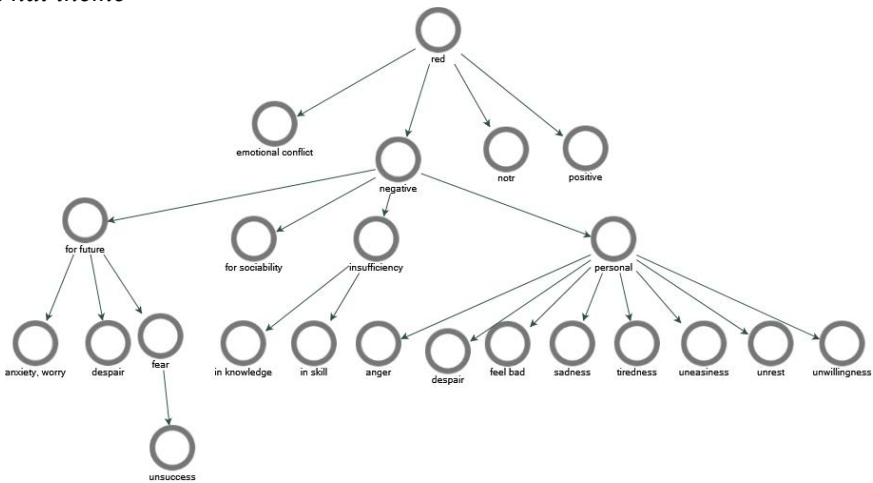 red
emotional conflict
negative
notr
positive
for future
for sociability
insufficiency
personal
anxiety, worry
despair
fear
in knowledge
in skill
anger
despair
feel bad
sadness
tiredness
uneasiness
unrest
unwillingness
unsuccess